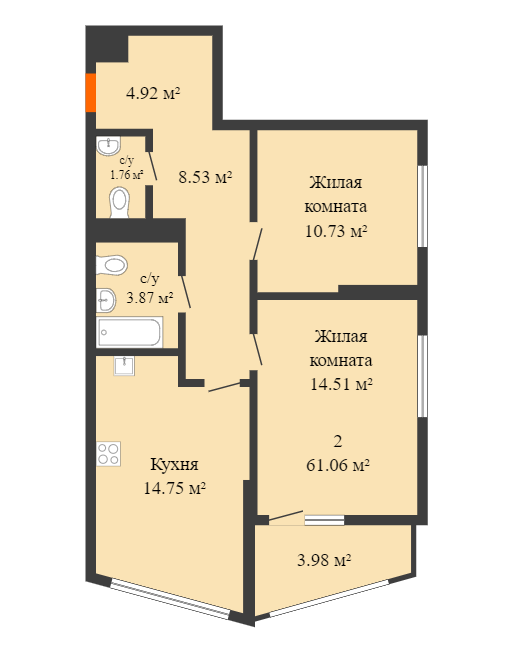 4.92 м²
с/у
1.76 м²
8.53 м²
Жилая
комната
10.73 м²
с/у
3.87 м²
Жилая
комната
14.51 м²
2
61.06 м²
Кухня
14.75 м²
3.98 м²